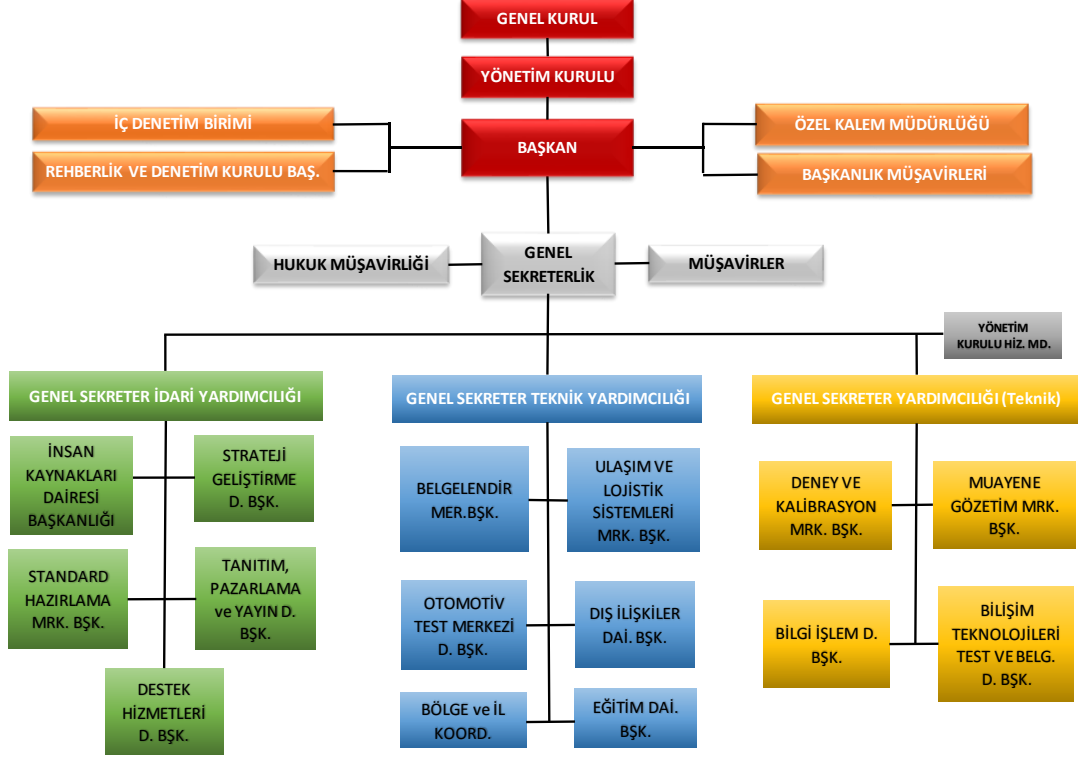 GENEL KURUL
YÖNETİM KURULU
İÇ DENETİM BİRİMİ
BAŞKAN
ÖZEL KALEM MÜDÜRLÜĞÜ
REHBERLİK VE DENETİM KURULU BAŞ.
BAŞKANLIK MÜŞAVİRLERİ
HUKUK MÜŞAVİRLİĞİ
GENEL
SEKRETERLİK
MÜŞAVİRLER
YÖNETİM
KURULU HİZ. MD.
GENEL SEKRETER İDARİ YARDIMCILIĞI
İNSAN
KAYNAKLARI
DAİRESİ
BAŞKANLIĞI
STRATEJİ
GELİŞTİRME
D. BŞK.
STANDARD
HAZIRLAMA
MRK. BŞK.
TANITIM,
PAZARLAMA
ve YAYIN D.
BŞK.
DESTEK
HİZMETLERİ
D. BŞK.
GENEL SEKRETER TEKNİK YARDIMCILIĞI
BELGELENDİR
MER.BŞK.
ULAŞIM VE
LOJİSTİK
SİSTEMLERİ
MRK. BŞK.
OTOMOTİV
TEST MERKEZİ
D. BŞK.
DIŞ İLİŞKİLER
DAİ. BŞK.
BÖLGE ve İL
KOORD.
EĞİTİM DAİ.
BŞK.
GENEL SEKRETER YARDIMCILIĞI (Teknik)
DENEY VE
KALİBRASYON
MRK. BŞK.
MUAYENE
GÖZETİM MRK.
BŞK.
BİLGİ İŞLEM D.
BŞK.
BİLİŞİM
TEKNOLOJİLERİ
TEST VE BELG.
D. BŞK.